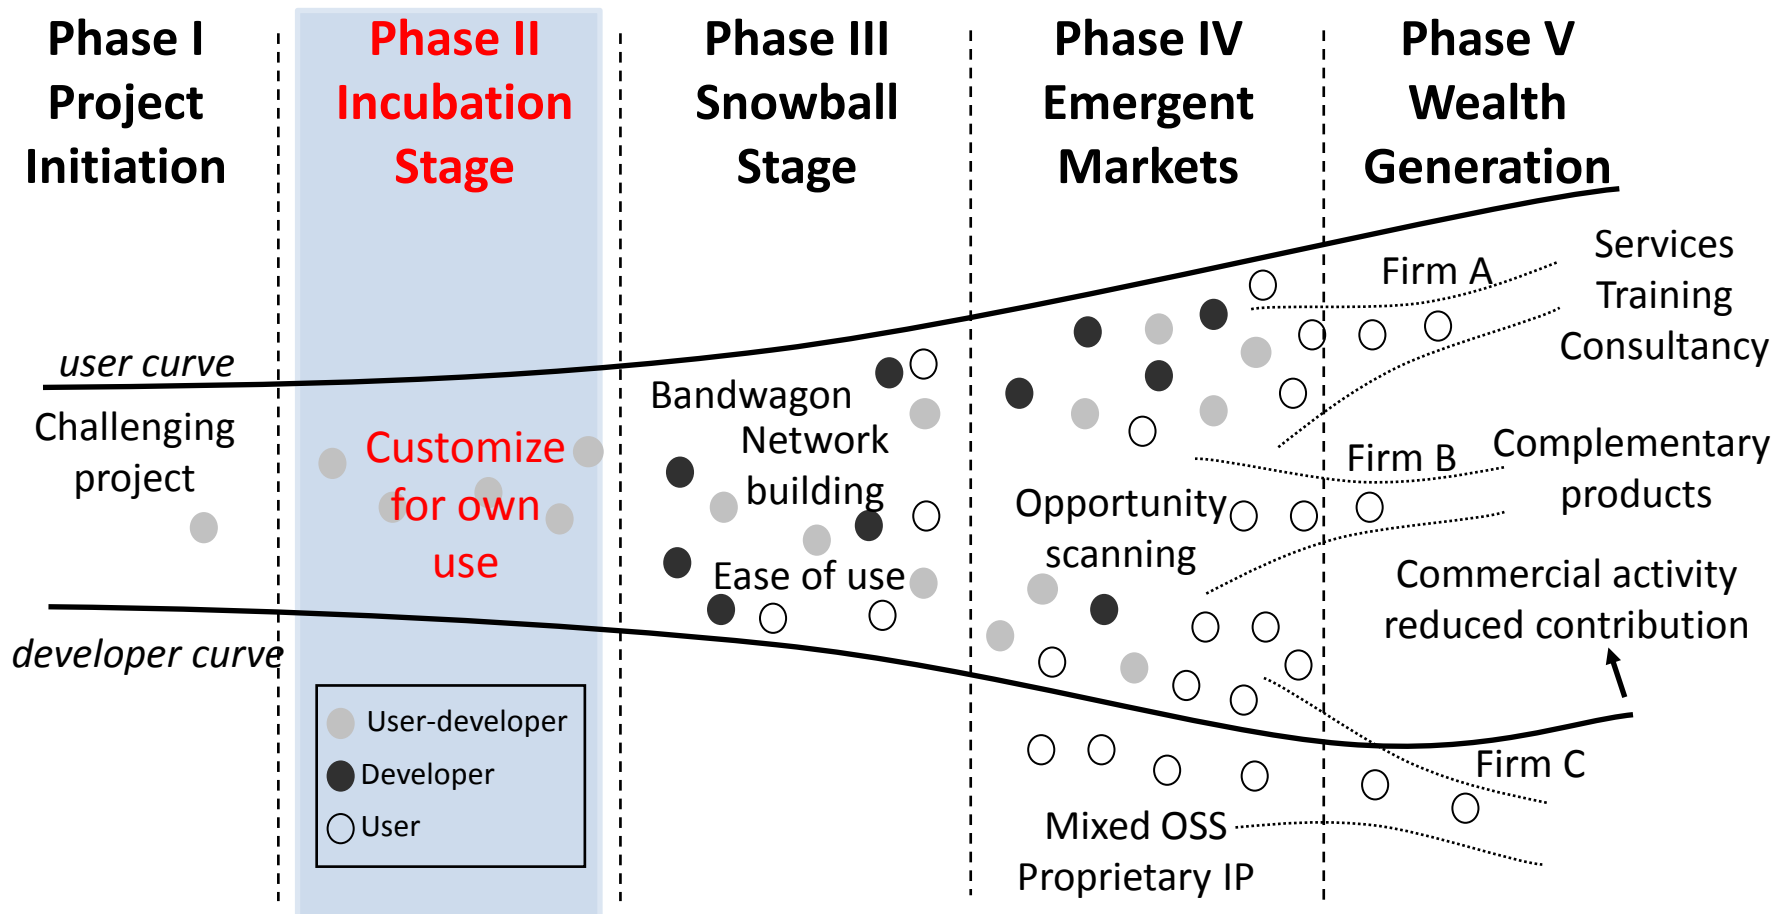 Phase I
Project
Initiation
Phase II
Incubation
Stage
Phase III
Snowball
Stage
Phase IV
Emergent
Markets
Phase V
Wealth
Generation
user curve
Challenging
project
developer curve
Customize
for own
use
User-developer
Developer
User
Bandwagon
Network
building
Ease of use
Opportunity
scanning
Mixed OSS
Proprietary IP
Firm A
Services
Training
Consultancy
Firm B
Complementary
products
Commercial activity
reduced contribution
Firm C